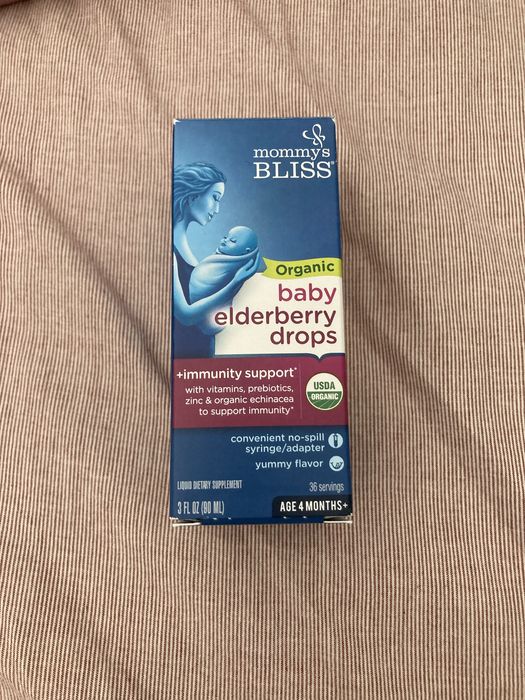 mommy's
BLISS®
Organic
baby
elderberry
drops
+immunity support*
with vitamins, prebiotics,
zinc & organic echinacea
to support immunity*
USDA
ORGANIC
convenient no-spill
syringe/adapter
yummy flavor
LIQUID DIETARY SUPPLEMENT
36 servings
3 FL OZ (90 ML)
AGE 4 MONTHS+